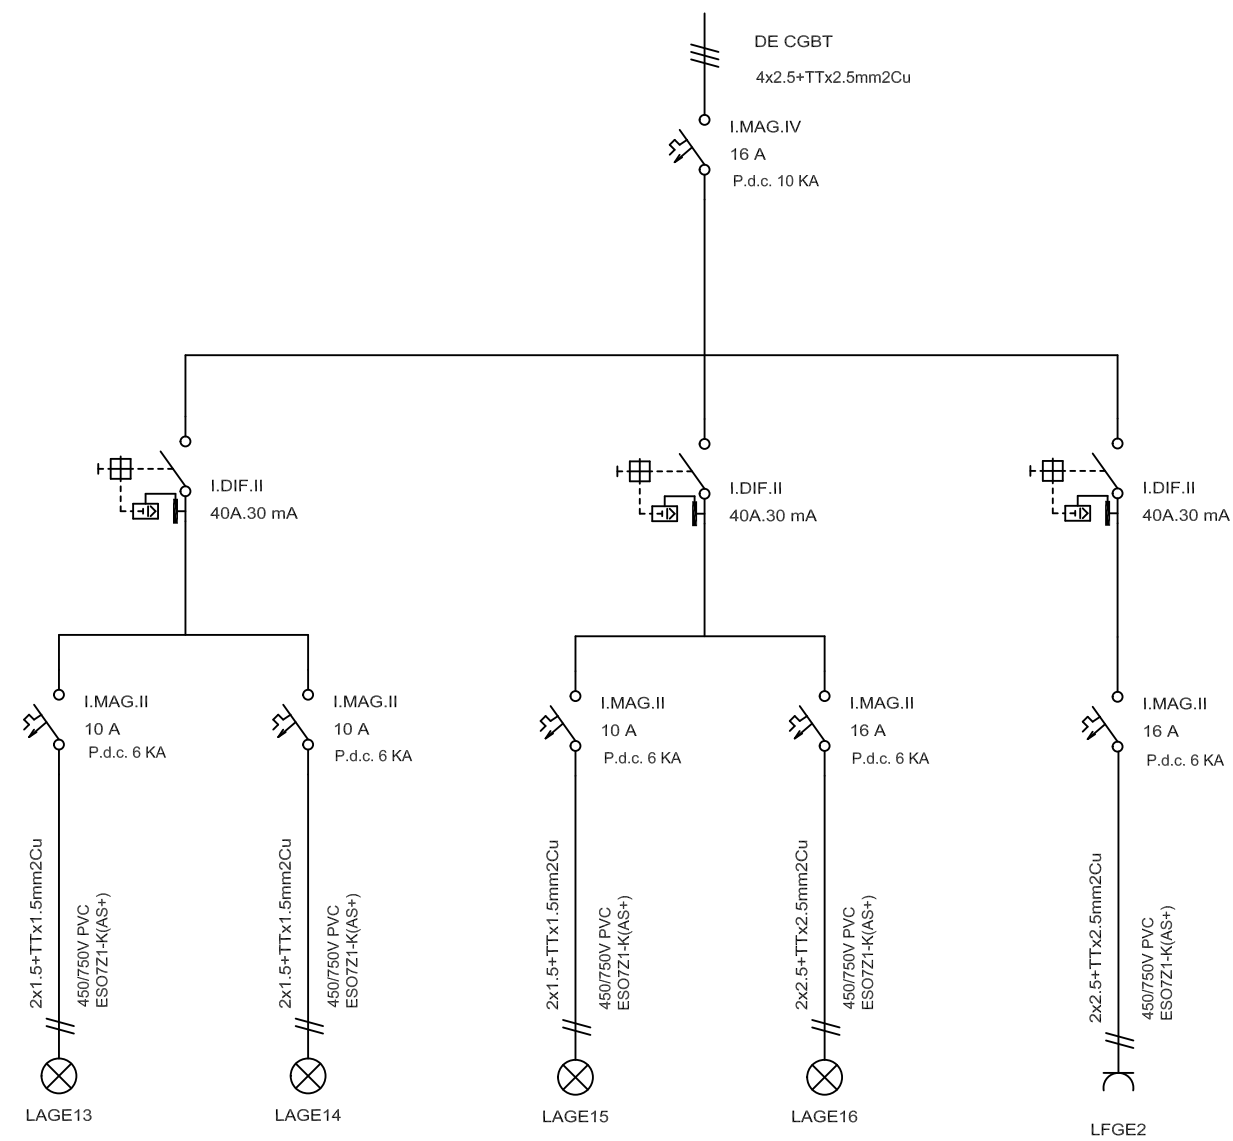 DE CGBT
4x2.5+TTx2.5mm2Cu
I.MAG.IV
16 A
P.d.c. 10 KA
I.DIF.II
40A.30 mA
I.DIF.II
40A.30 mA
I.DIF.II
40A.30 mA
I.MAG.II
10 A
P.d.c. 6 KA
I.MAG.II
10 A
P.d.c. 6 KA
I.MAG.II
10 A
P.d.c. 6 KA
I.MAG.II
16 A
P.d.c. 6 KA
I.MAG.II
16 A
P.d.c. 6 KA
2x1.5+TTx1.5mm2Cu
450/750V PVC
ESO7Z1-K(AS+)
2x1.5+TTx1.5mm2Cu
450/750V PVC
ESO7Z1-K(AS+)
2x1.5+TTx1.5mm2Cu
450/750V PVC
ESO7Z1-K(AS+)
2x2.5+TTx2.5mm2Cu
450/750V PVC
ESO7Z1-K(AS+)
2x2.5+TTx2.5mm2Cu
450/750V PVC
ESO7Z1-K(AS+)
LAGE13
LAGE14
LAGE15
LAGE16
LFGE2